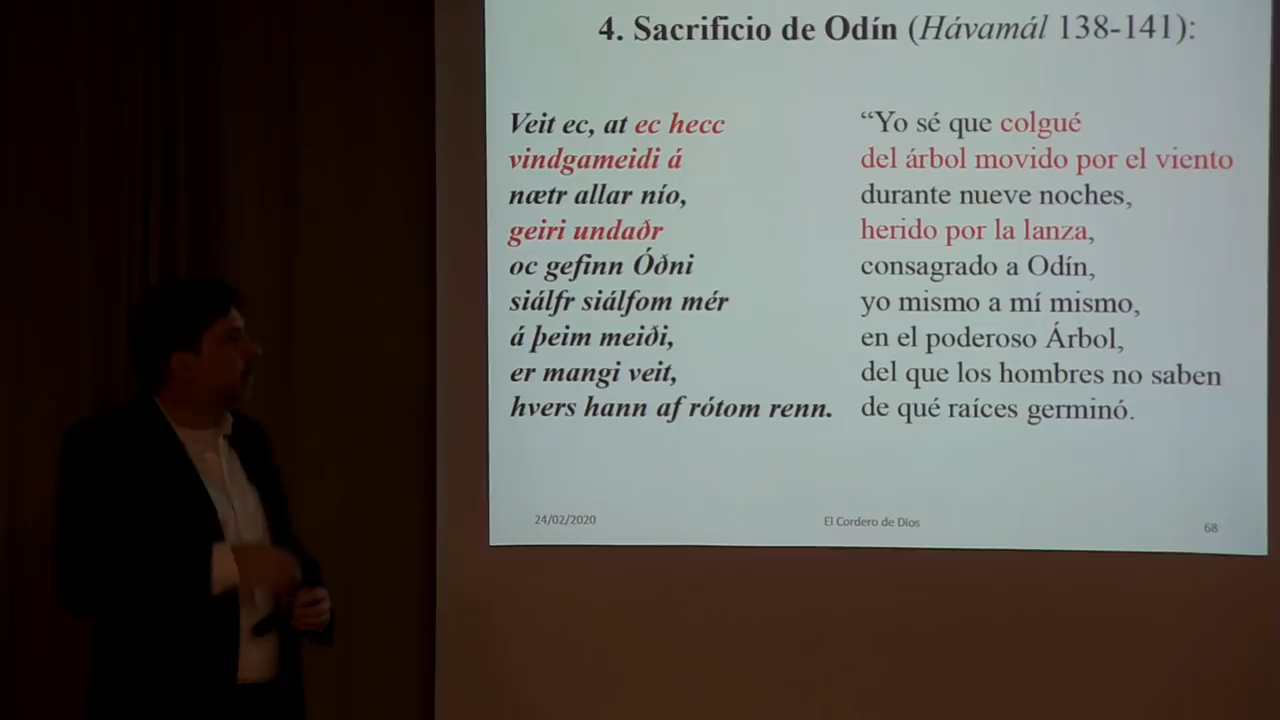 4. Sacrificio de Odín (Hávamál 138-141):
Veit ec, at ec hecc
vindgameidi á
nætr allar nío,
geiri undaðr
oc gefinn Óðni
siálfr siálfom mér
á þeim meiði,
er mangi veit,
hvers hann af rótom renn.
“Yo sé que colgué
del árbol movido por el viento
durante nueve noches,
herido por la lanza,
consagrado a Odín,
yo mismo a mí mismo,
en el poderoso Árbol,
del que los hombres no saben
de qué raíces germinó.
24/02/2020
El Cordero de Dios
68